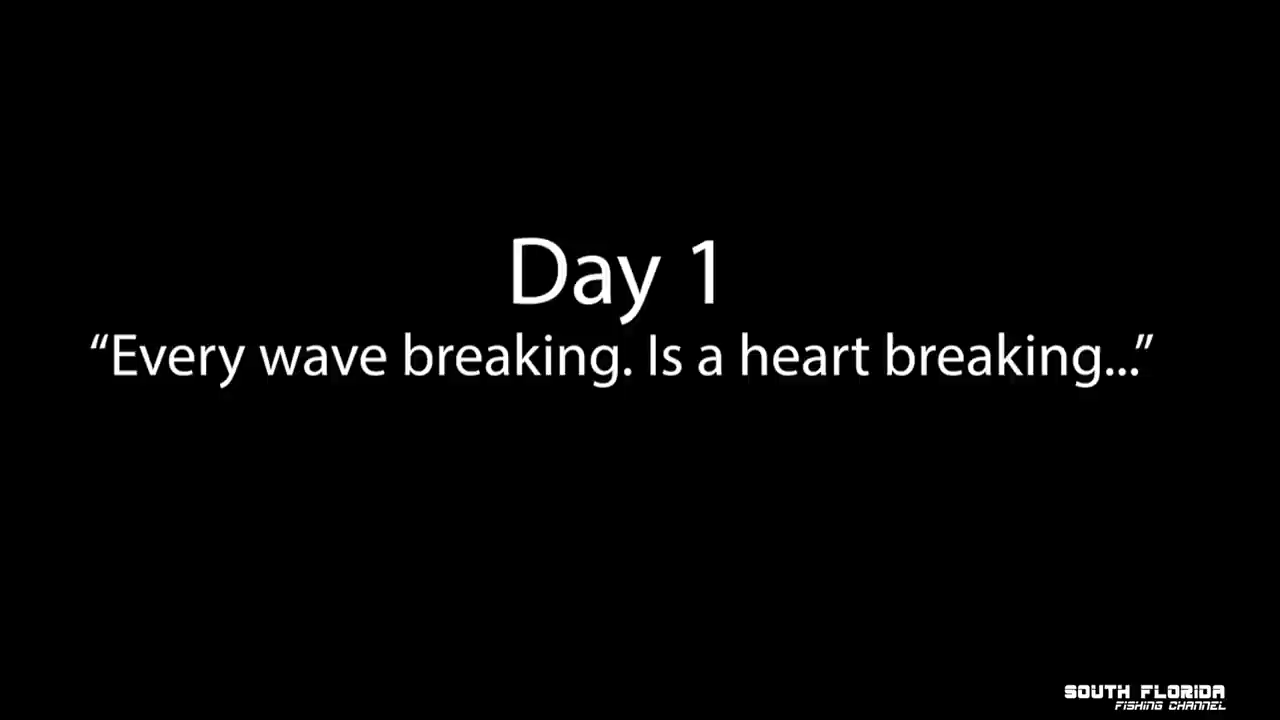 Day 1
“Every wave breaking. Is a heart breaking...”
SOUTH FLORIDA
FISHING CHANNEL